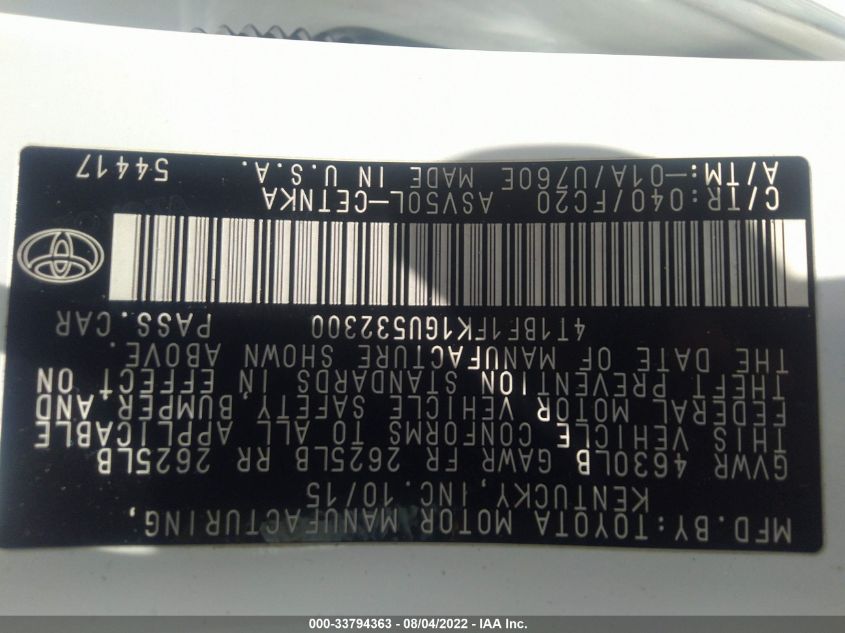 MFD. BY: TOYOTA MOTOR MANUFACTURING,
KENTUCKY, INC. 10/15
GVWR 4630LB GAWR FR 2625LB RR 2625LB
THIS VEHICLE CONFORMS TO ALL APPLICABLE
FEDERAL MOTOR VEHICLE SAFETY, BUMPER, AND
THEFT PREVENTION STANDARDS IN EFFECT ON
THE DATE OF MANUFACTURE SHOWN ABOVE.
4T1BF1FK1GU532300 PASS. CAR
C/TR: 040/FC20 ASV50L-CETNKA
A/TM: -01A/U760E MADE IN U.S.A. 54417
000-33794363 - 08/04/2022 - IAA Inc.